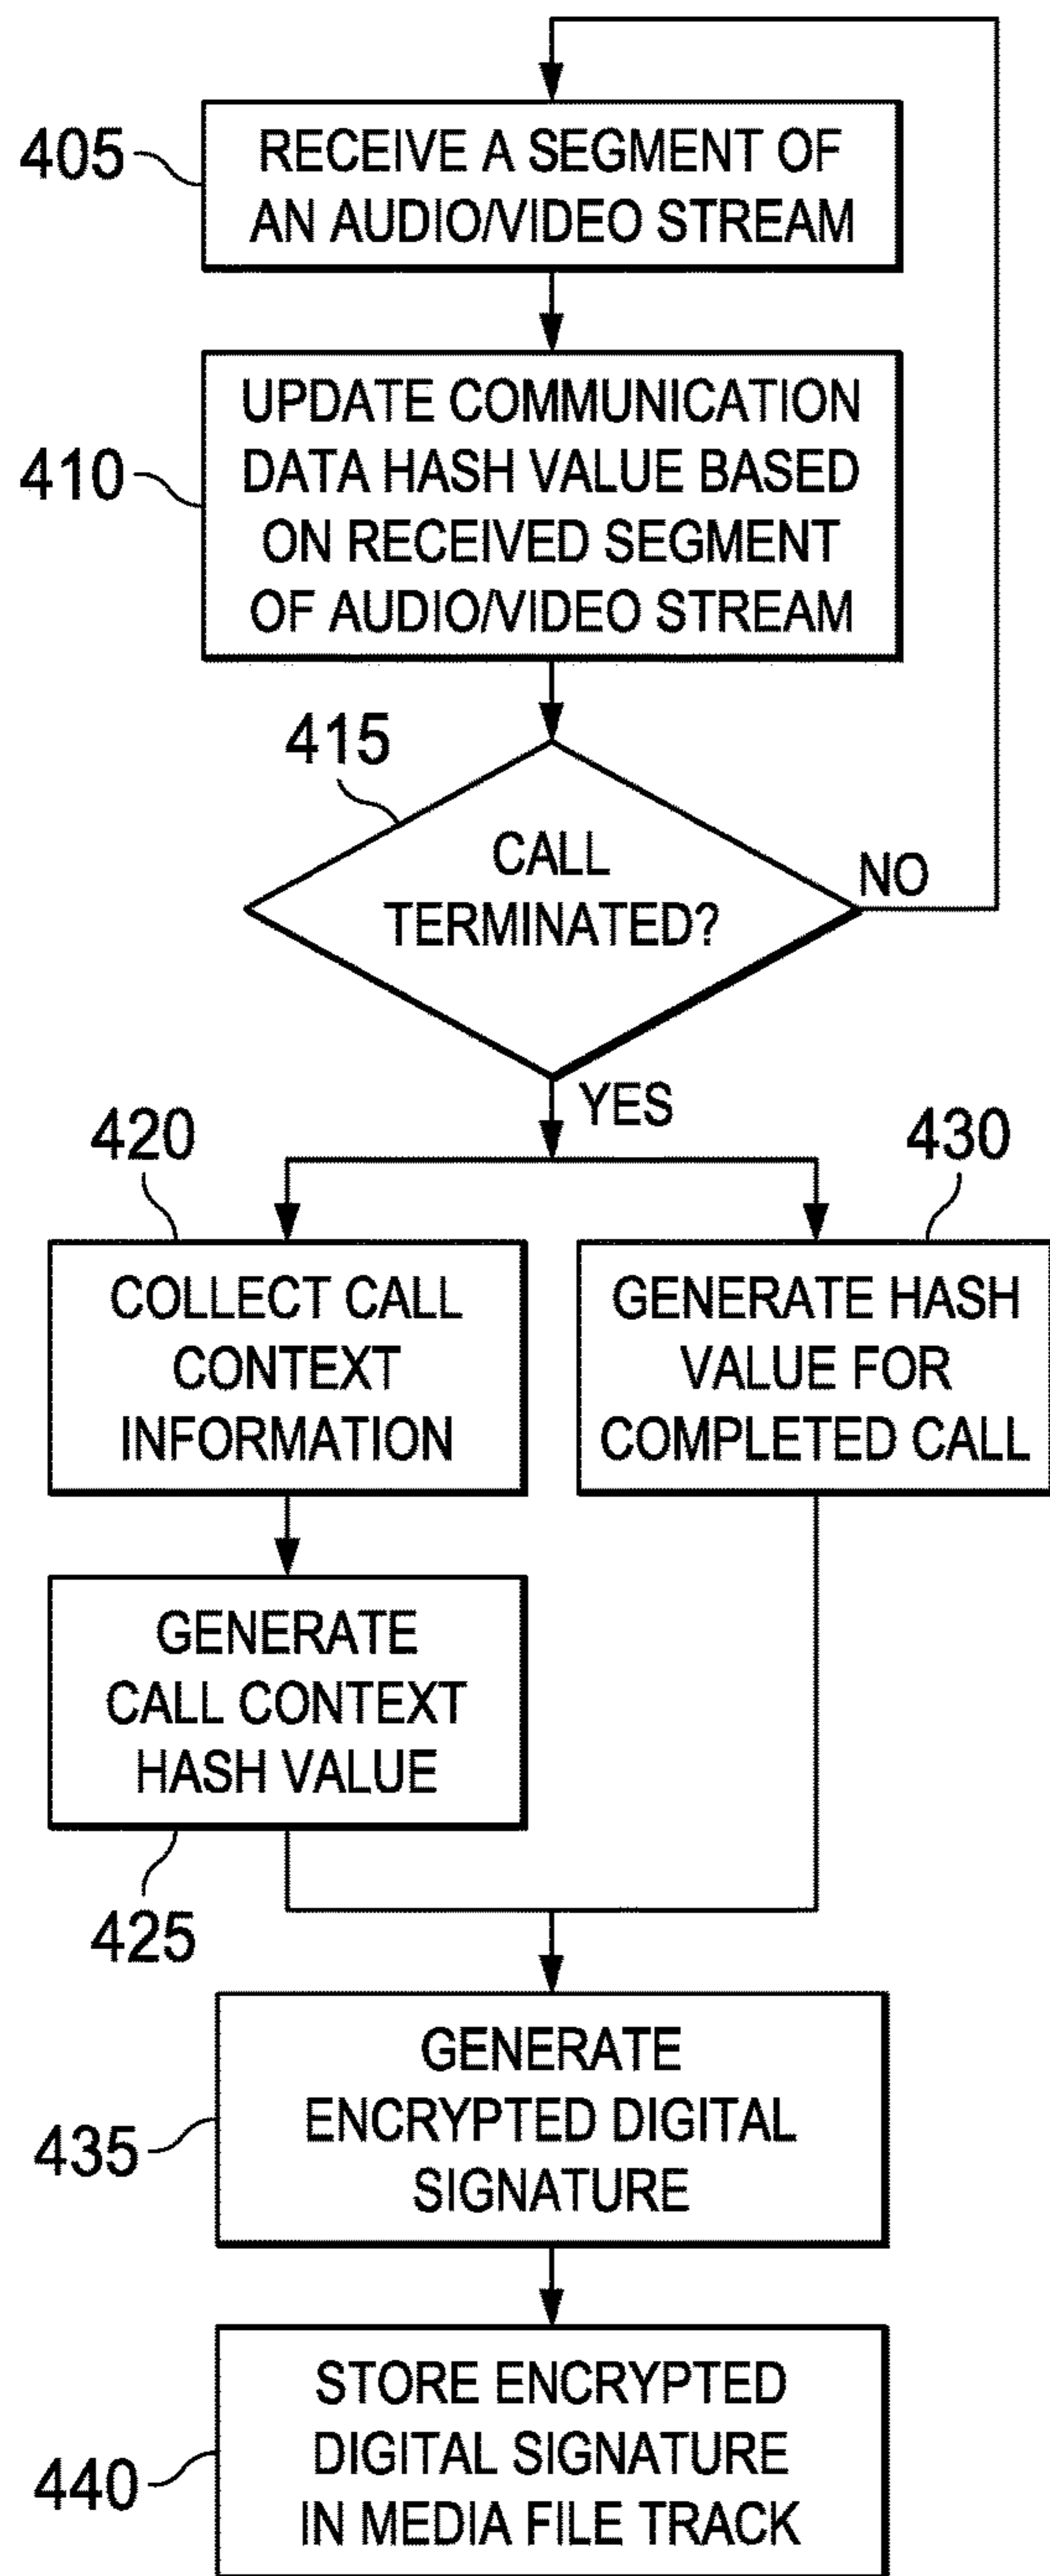 405
RECEIVE A SEGMENT OF
AN AUDIO/VIDEO STREAM
410
UPDATE COMMUNICATION
DATA HASH VALUE BASED
ON RECEIVED SEGMENT
OF AUDIO/VIDEO STREAM
415
CALL
TERMINATED?
NO
YES
420
COLLECT CALL
CONTEXT
INFORMATION
430
GENERATE HASH
VALUE FOR
COMPLETED CALL
GENERATE
CALL CONTEXT
HASH VALUE
425
GENERATE
ENCRYPTED DIGITAL
SIGNATURE
435
STORE ENCRYPTED
DIGITAL SIGNATURE
IN MEDIA FILE TRACK
440